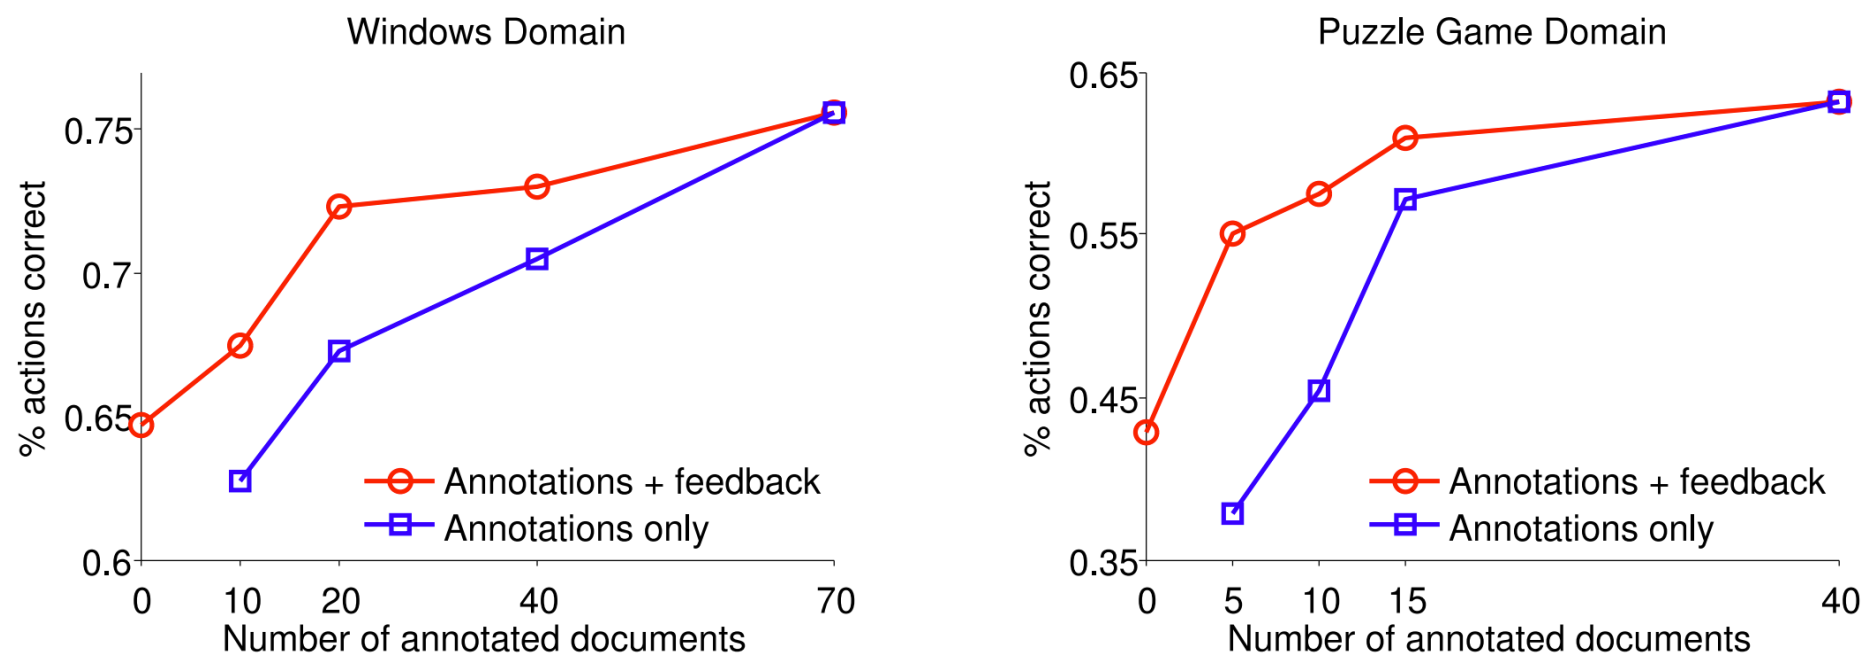 Windows Domain
% actions correct
0.75
0.7
0.65
0.6
0 10 20 40 70
Number of annotated documents
Annotations + feedback
Annotations only
Puzzle Game Domain
% actions correct
0.65
0.55
0.45
0.35
0 5 10 15 40
Number of annotated documents
Annotations + feedback
Annotations only